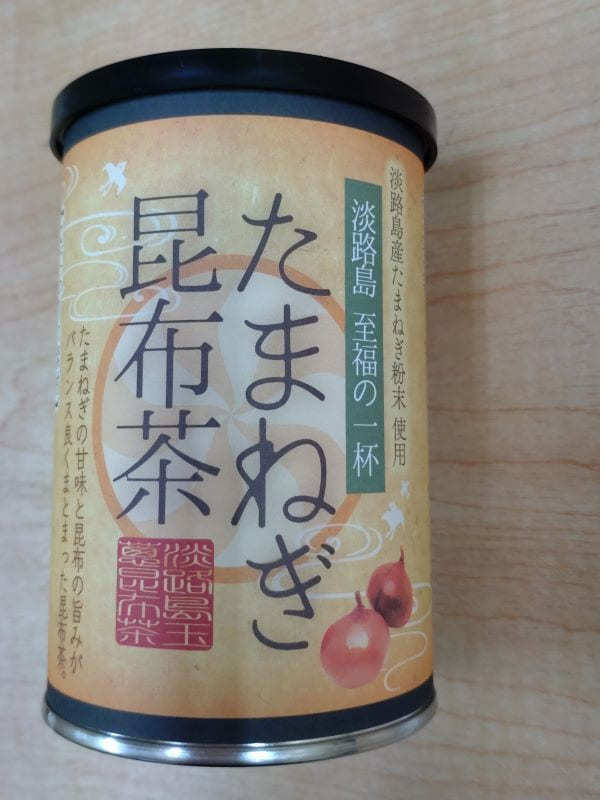 淡路島産たまねぎ粉末 使用
淡路島 至福の一杯
たまねぎ
昆布茶
淡路島玉
葱昆布茶
たまねぎの甘味と昆布の旨みが
バランス良くまとまった昆布茶。